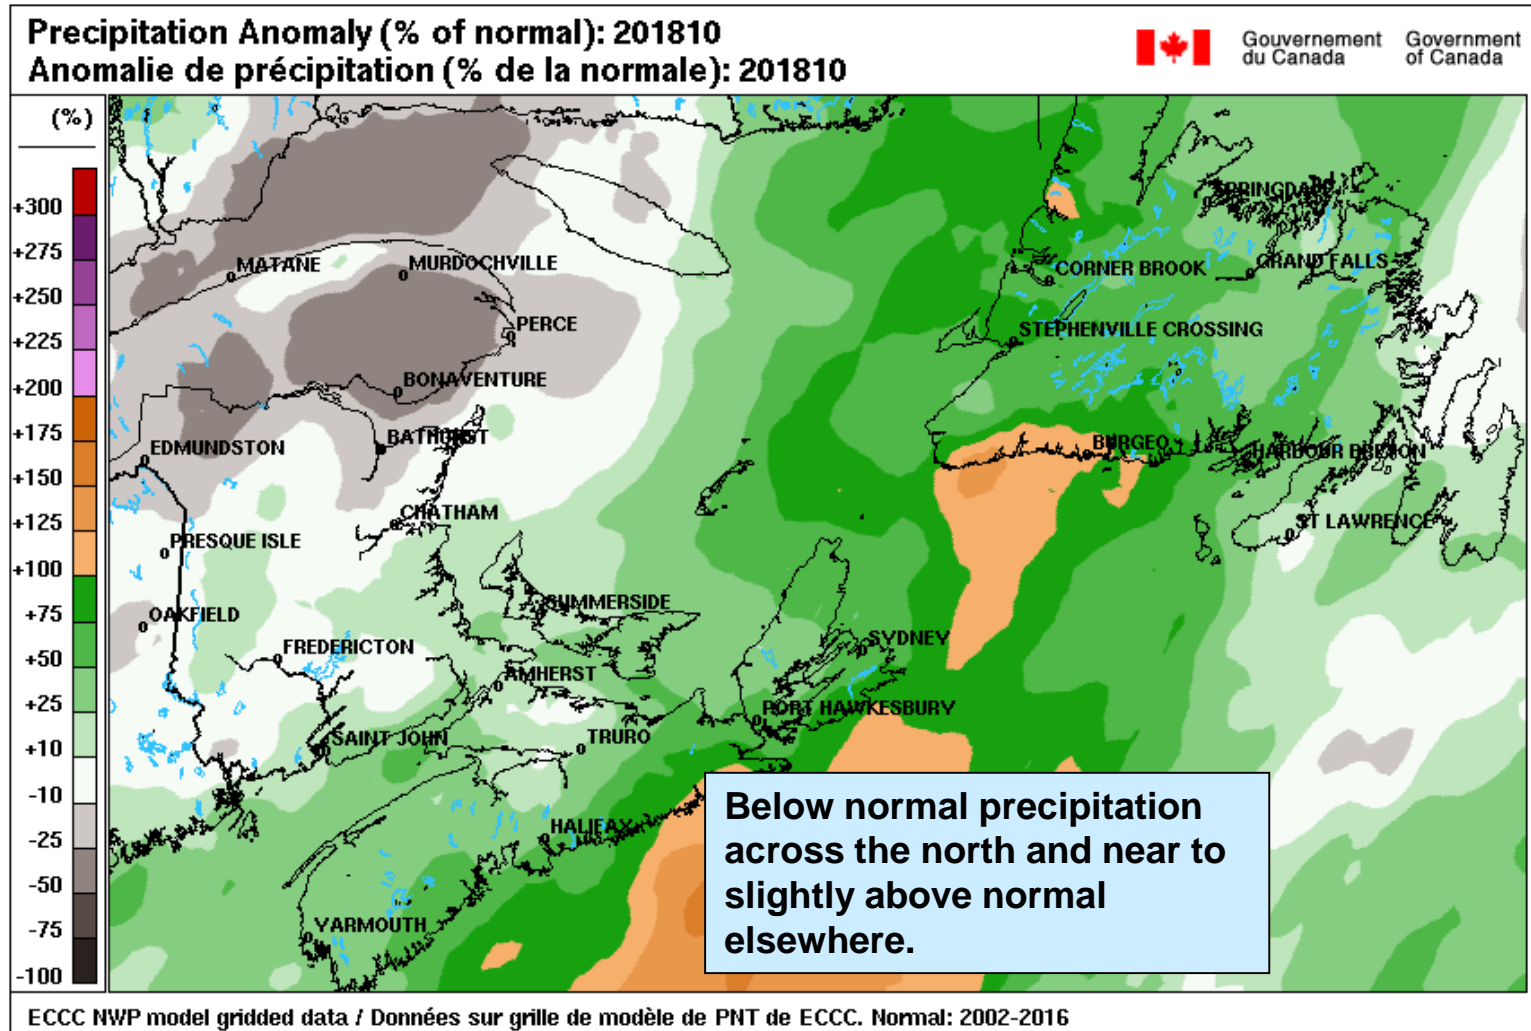 Precipitation Anomaly (% of normal): 201810
Anomalie de précipitation (% de la normale): 201810
Gouvernement du Canada
Government of Canada
(%)
+300
+275
+250
+225
+200
+175
+150
+125
+100
+75
+50
+25
+10
-10
-25
-50
-75
-100
SPRINGDALE
MATANE
MURDOCHVILLE
CORNER BROOK
GRAND FALLS
PERCE
STEPHENVILLE CROSSING
BONAVENTURE
BATHURST
EDMUNDSTON
BURGEO
HARBOUR BRETON
CHATHAM
ST LAWRENCE
PRESQUE ISLE
SUMMERSIDE
OAKFIELD
FREDERICTON
SYDNEY
AMHERST
PORT HAWKESBURY
SAINT JOHN
TRURO
HALIFAX
YARMOUTH
Below normal precipitation
across the north and near to
slightly above normal
elsewhere.
ECCC NWP model gridded data / Données sur grille de modèle de PNT de ECCC. Normal: 2002-2016